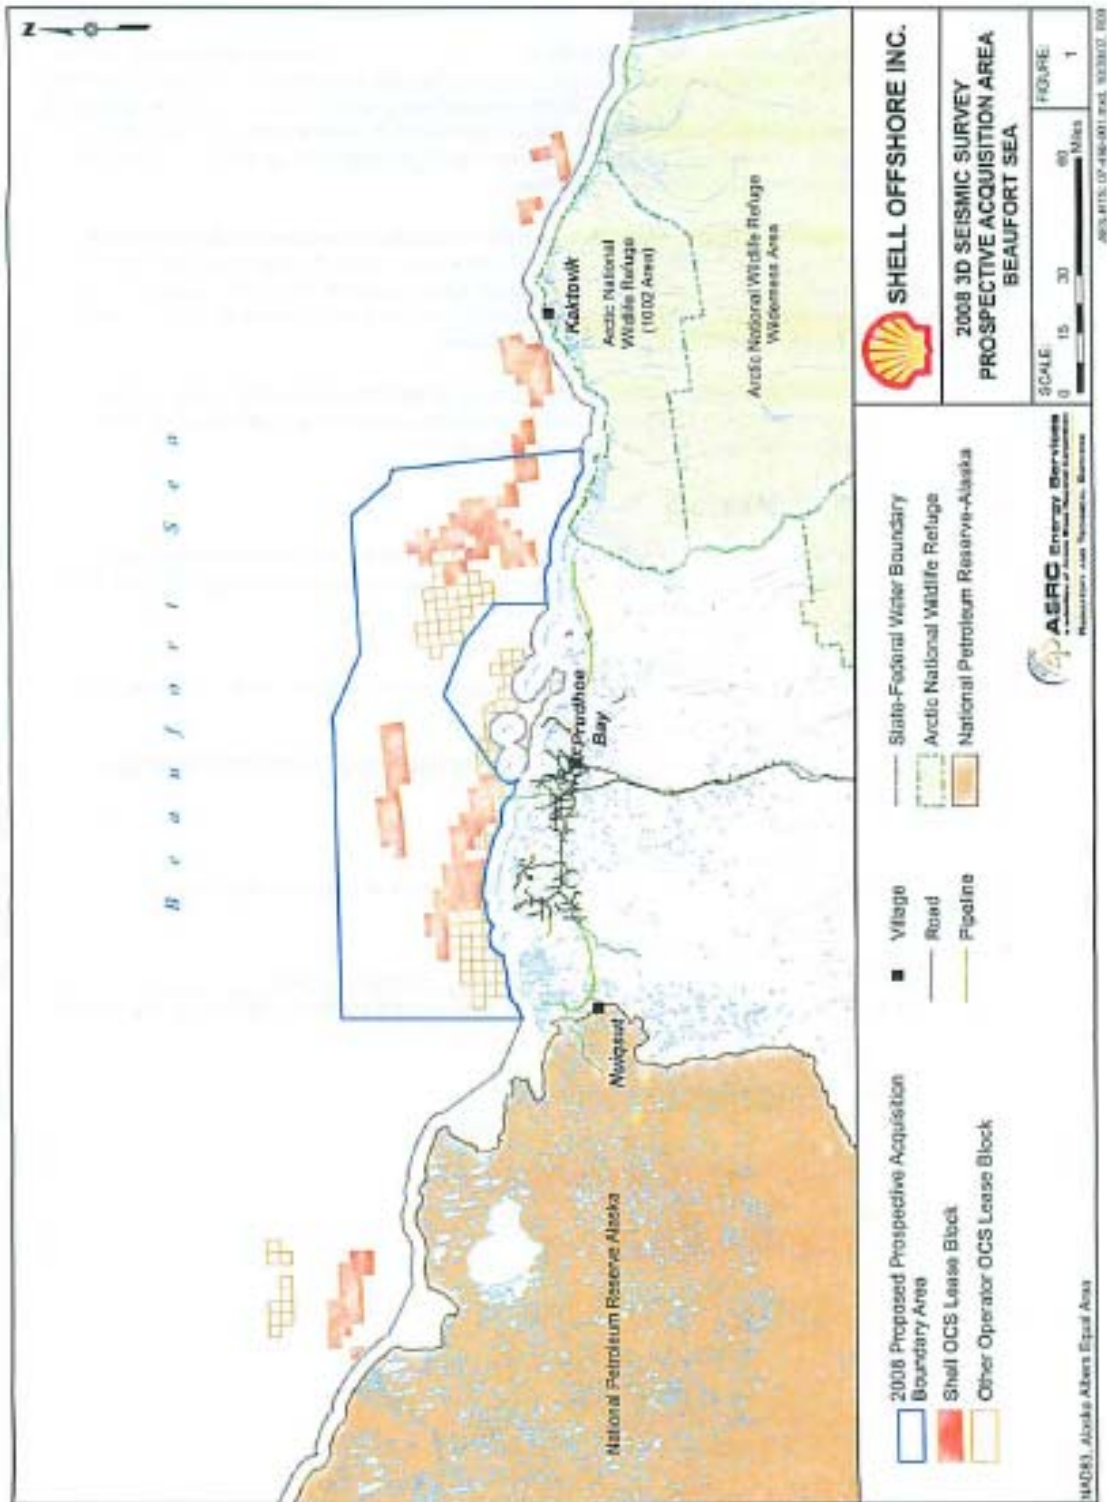 Beaufort Sea
Kaktovik
Arctic National
Wildlife Refuge
(1002 Area)
Arctic National Wildlife Refuge
Wilderness Area
Prudhoe
Bay
Nuiqsut
National Petroleum Reserve Alaska
2008 Proposed Prospective Acquisition
Boundary Area
Shell OCS Lease Block
Other Operator OCS Lease Block
Village
Road
Pipeline
State-Federal Water Boundary
Arctic National Wildlife Refuge
National Petroleum Reserve-Alaska
ASRC Energy Services
SHELL OFFSHORE INC.
2008 3D SEISMIC SURVEY
PROSPECTIVE ACQUISITION AREA
BEAUFORT SEA
SCALE:
0 15 30 60
Miles
FIGURE:
1
NAD83, Alaska Albers Equal Area